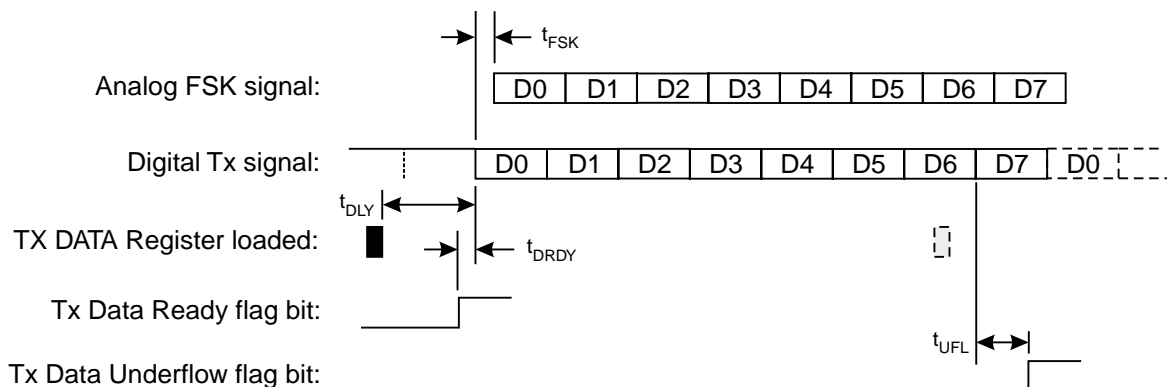 tFSK
Analog FSK signal: D0 D1 D2 D3 D4 D5 D6 D7
Digital Tx signal: D0 D1 D2 D3 D4 D5 D6 D7 D0
tDLY
TX DATA Register loaded:
tDRDY
Tx Data Ready flag bit:
tUFL
Tx Data Underflow flag bit: